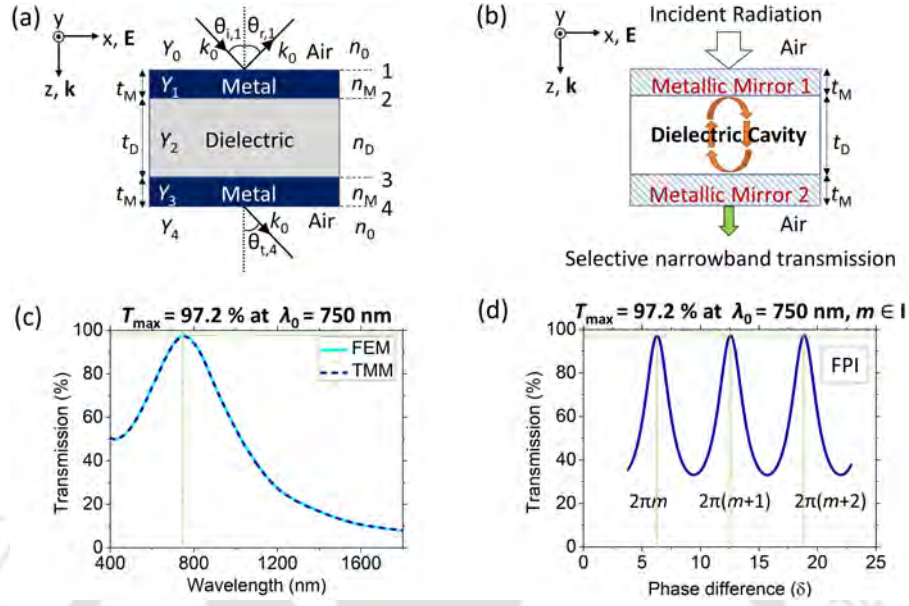 (a)
y
x, E
z, k
θi,1
θr,1
Y0
k0
k0
Air
n0
1
tM
Y1
Metal
nM
2
tD
Y2
Dielectric
nD
3
tM
Y3
Metal
nM
4
Y4
k0
Air
n0
θt,4
(b)
y
x, E
z, k
Incident Radiation
Air
Metallic Mirror 1
tM
Dielectric Cavity
tD
Metallic Mirror 2
tM
Air
Selective narrowband transmission
(c)
Tmax = 97.2 % at λ0 = 750 nm
Transmission (%)
100
80
60
40
20
0
FEM
TMM
400
800
1200
1600
Wavelength (nm)
(d)
Tmax = 97.2 % at λ0 = 750 nm, m ∈ I
Transmission (%)
100
80
60
40
20
0
FPI
2πm
2π(m+1)
2π(m+2)
0
5
10
15
20
25
Phase difference (δ)